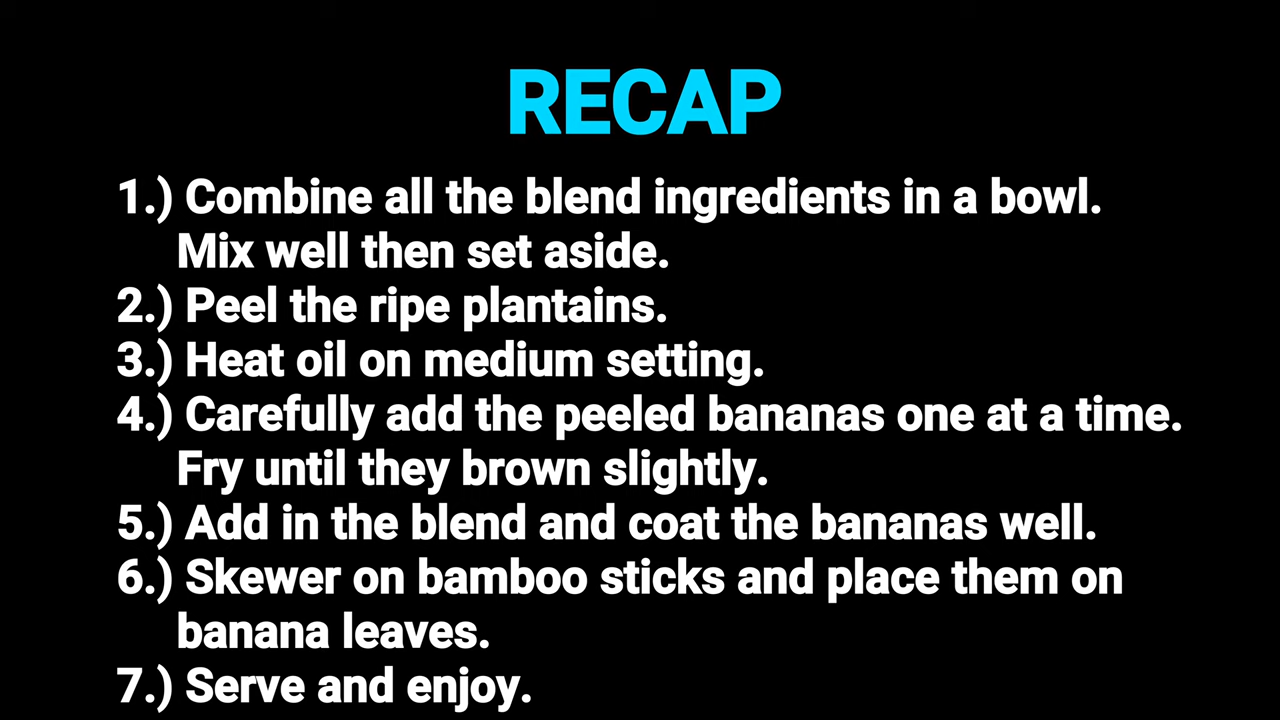 RECAP
1.) Combine all the blend ingredients in a bowl.
Mix well then set aside.
2.) Peel the ripe plantains.
3.) Heat oil on medium setting.
4.) Carefully add the peeled bananas one at a time.
Fry until they brown slightly.
5.) Add in the blend and coat the bananas well.
6.) Skewer on bamboo sticks and place them on
banana leaves.
7.) Serve and enjoy.